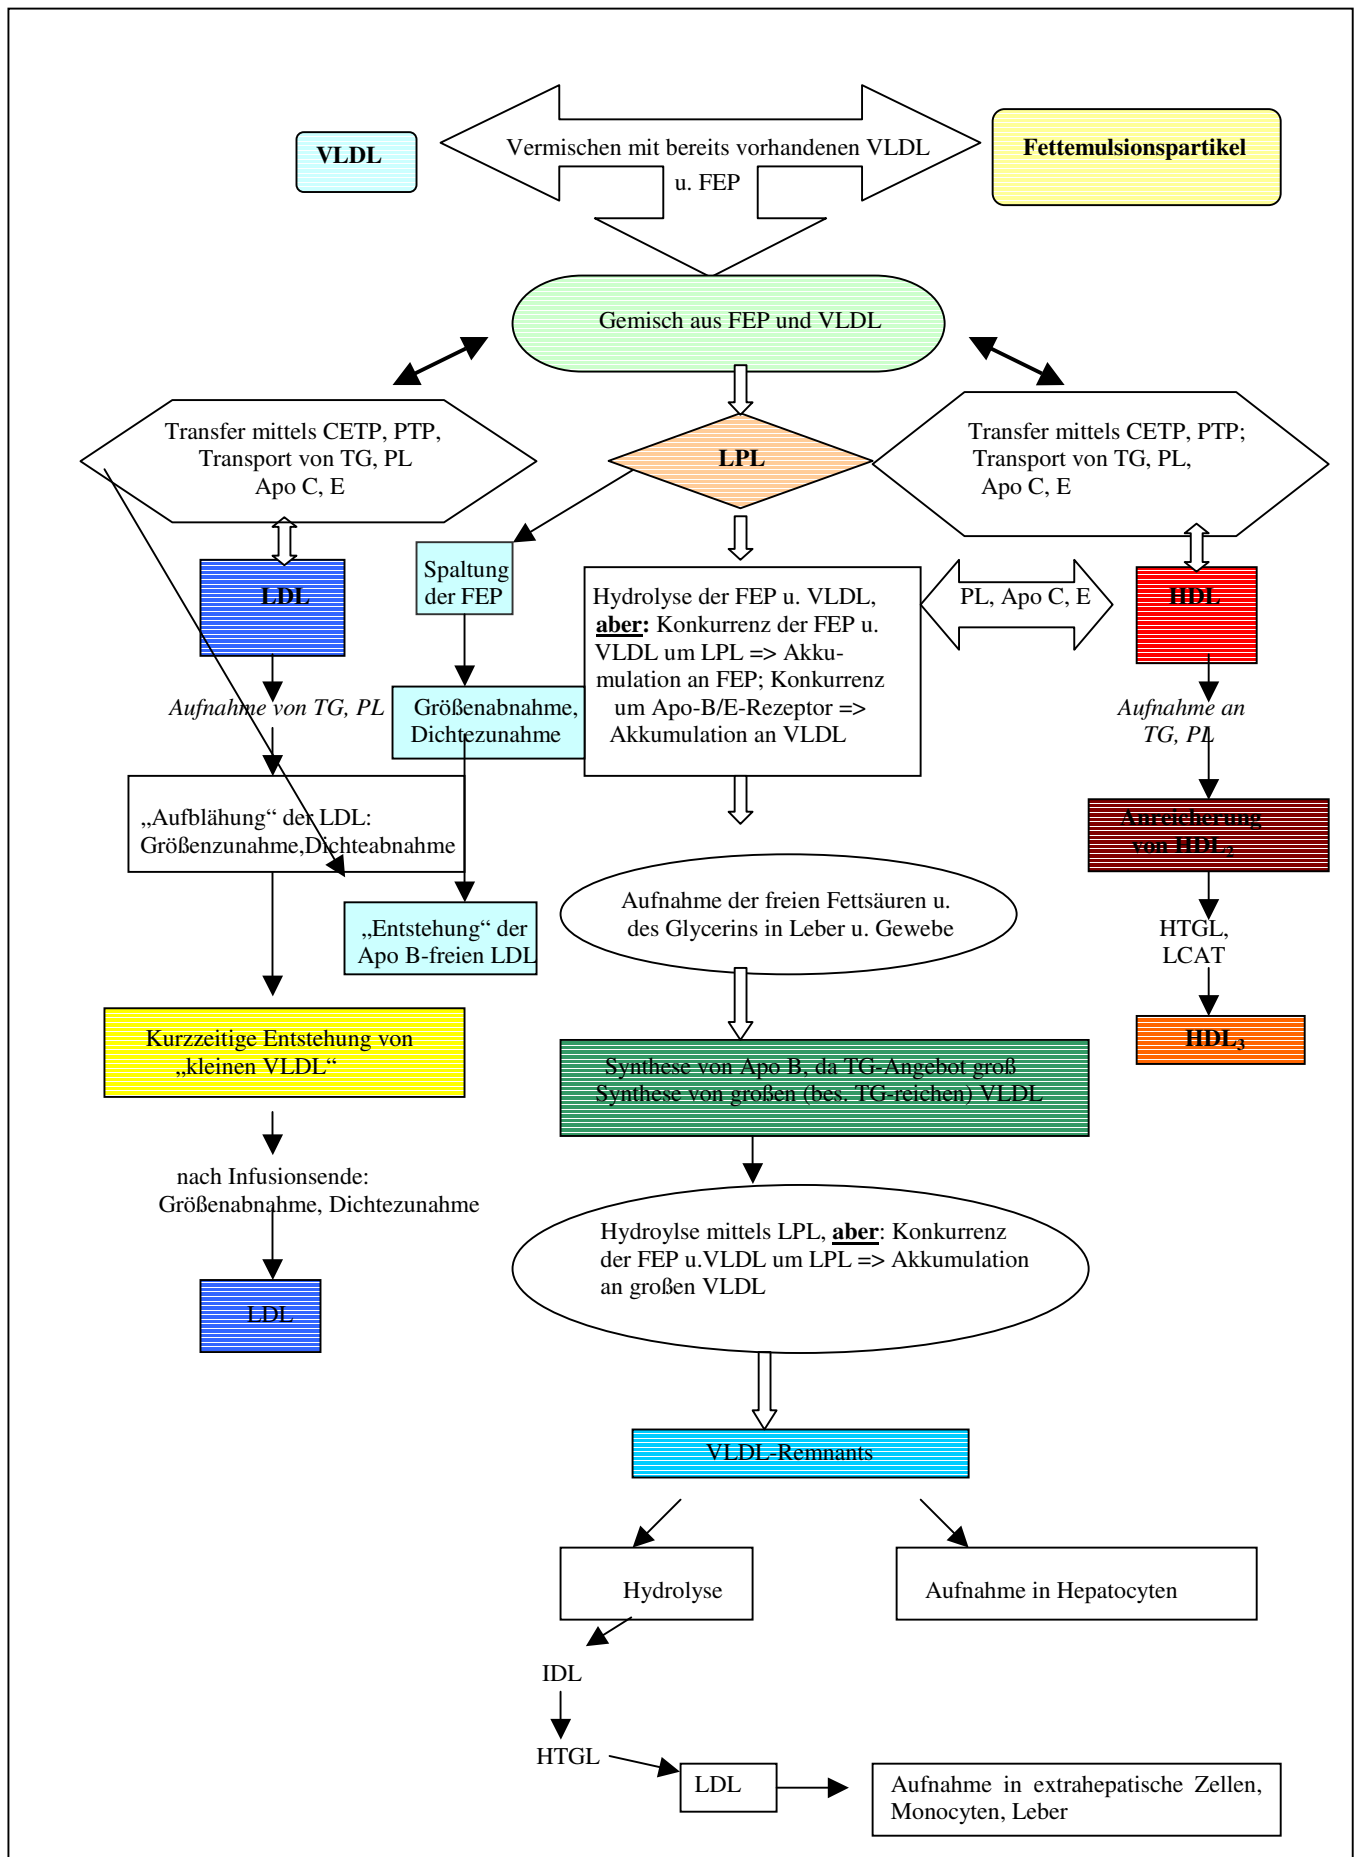 VLDL
Vermischen mit bereits vorhandenen VLDL
u. FEP
Fettemulsionspartikel
Gemisch aus FEP und VLDL
Transfer mittels CETP, PTP,
Transport von TG, PL
Apo C, E
LPL
Transfer mittels CETP, PTP;
Transport von TG, PL,
Apo C, E
LDL
Spaltung
der FEP
Hydrolyse der FEP u. VLDL,
aber: Konkurrenz der FEP u.
VLDL um LPL => Akku-
mulation an FEP; Konkurrenz
um Apo-B/E-Rezeptor =>
Akkumulation an VLDL
PL, Apo C, E
HDL
Aufnahme von TG, PL
Größenabnahme,
Dichtezunahme
Aufnahme an
TG, PL
„Aufblähung“ der LDL:
Größenzunahme,Dichteabnahme
Anreicherung
von HDL2
„Entstehung“ der
Apo B-freien LDL
Aufnahme der freien Fettsäuren u.
des Glycerins in Leber u. Gewebe
HTGL,
LCAT
Kurzzeitige Entstehung von
„kleinen VLDL“
HDL3
Synthese von Apo B, da TG-Angebot groß
Synthese von großen (bes. TG-reichen) VLDL
nach Infusionsende:
Größenabnahme, Dichtezunahme
Hydroylse mittels LPL, aber: Konkurrenz
der FEP u.VLDL um LPL => Akkumulation
an großen VLDL
LDL
VLDL-Remnants
Hydrolyse
Aufnahme in Hepatocyten
IDL
HTGL
LDL
Aufnahme in extrahepatische Zellen,
Monocyten, Leber